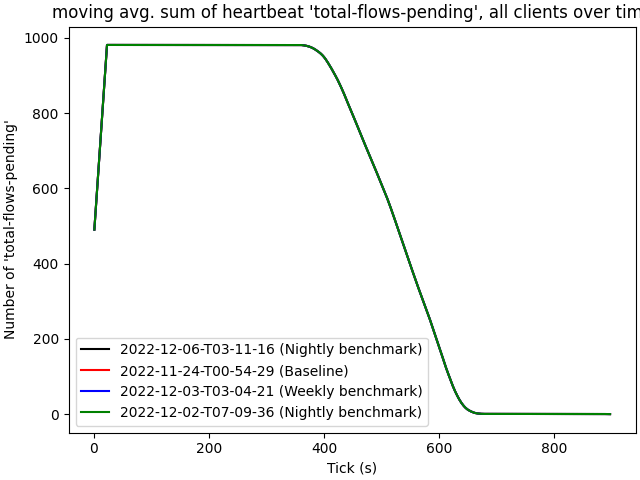 moving avg. sum of heartbeat 'total-flows-pending', all clients over tim
Number of 'total-flows-pending'
1000
800
600
400
200
0
2022-12-06-T03-11-16 (Nightly benchmark)
2022-11-24-T00-54-29 (Baseline)
2022-12-03-T03-04-21 (Weekly benchmark)
2022-12-02-T07-09-36 (Nightly benchmark)
0 200 400 600 800
Tick (s)